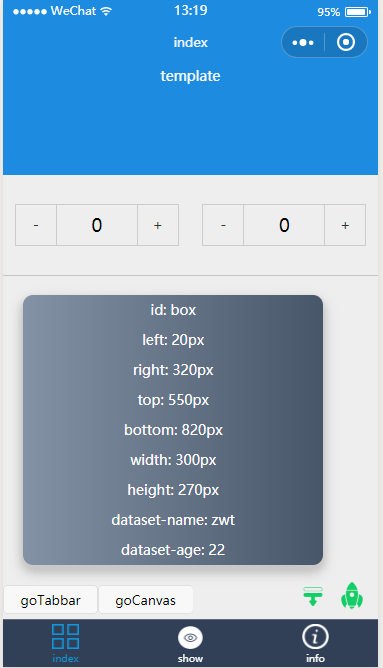 WeChat 13:19 95%
index
template
- 0 + - 0 +
id: box
left: 20px
right: 320px
top: 550px
bottom: 820px
width: 300px
height: 270px
dataset-name: zwt
dataset-age: 22
goTabbar goCanvas
index show info